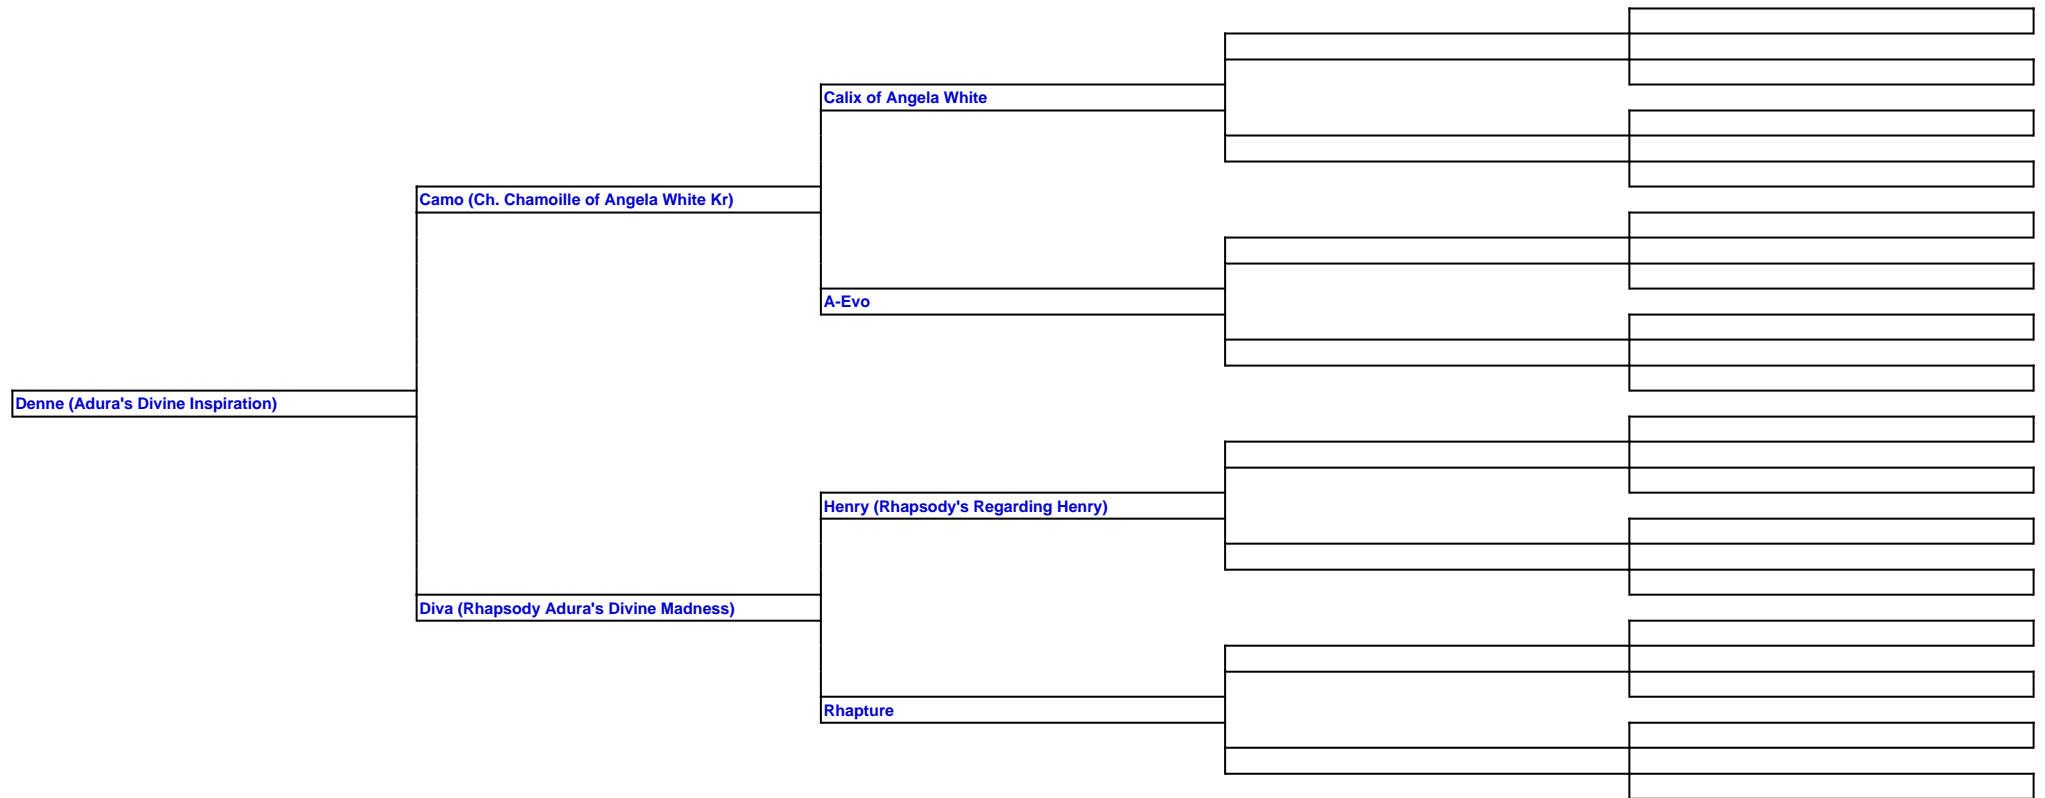 Calix of Angela White
Camo (Ch. Chamoille of Angela White Kr)
A-Evo
Denne (Adura's Divine Inspiration)
Henry (Rhapsody's Regarding Henry)
Diva (Rhapsody Adura's Divine Madness)
Rhapture